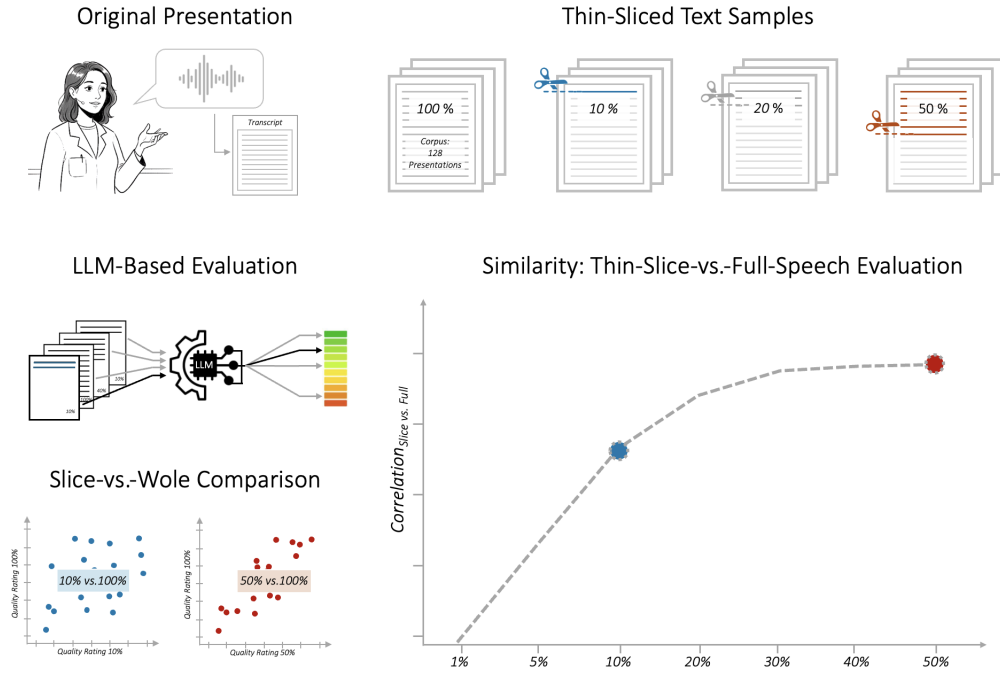 Original Presentation
Transcript
Thin-Sliced Text Samples
100 %
Corpus:
128
Presentations
10 %
20 %
50 %
LLM-Based Evaluation
10%
40%
10%
LLM
Slice-vs.-Wole Comparison
Quality Rating 100%
10% vs.100%
Quality Rating 10%
Quality Rating 100%
50% vs.100%
Quality Rating 50%
Similarity: Thin-Slice-vs.-Full-Speech Evaluation
Correlation Slice vs. Full
1%
5%
10%
20%
30%
40%
50%